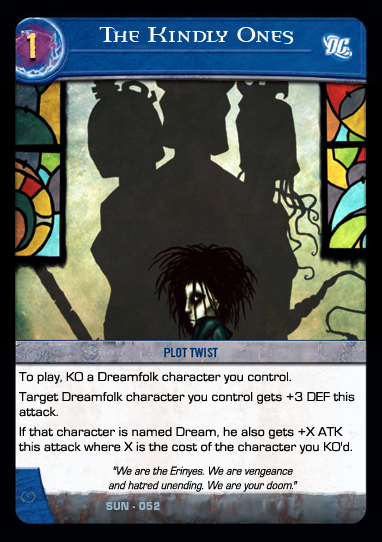 1
The Kindly Ones
DC
PLOT TWIST
To play, KO a Dreamfolk character you control.
Target Dreamfolk character you control gets +3 DEF this
attack.
If that character is named Dream, he also gets +X ATK
this attack where X is the cost of the character you KO'd.
"We are the Erinyes. We are vengeance
and hatred unending. We are your doom."
SUN · 052